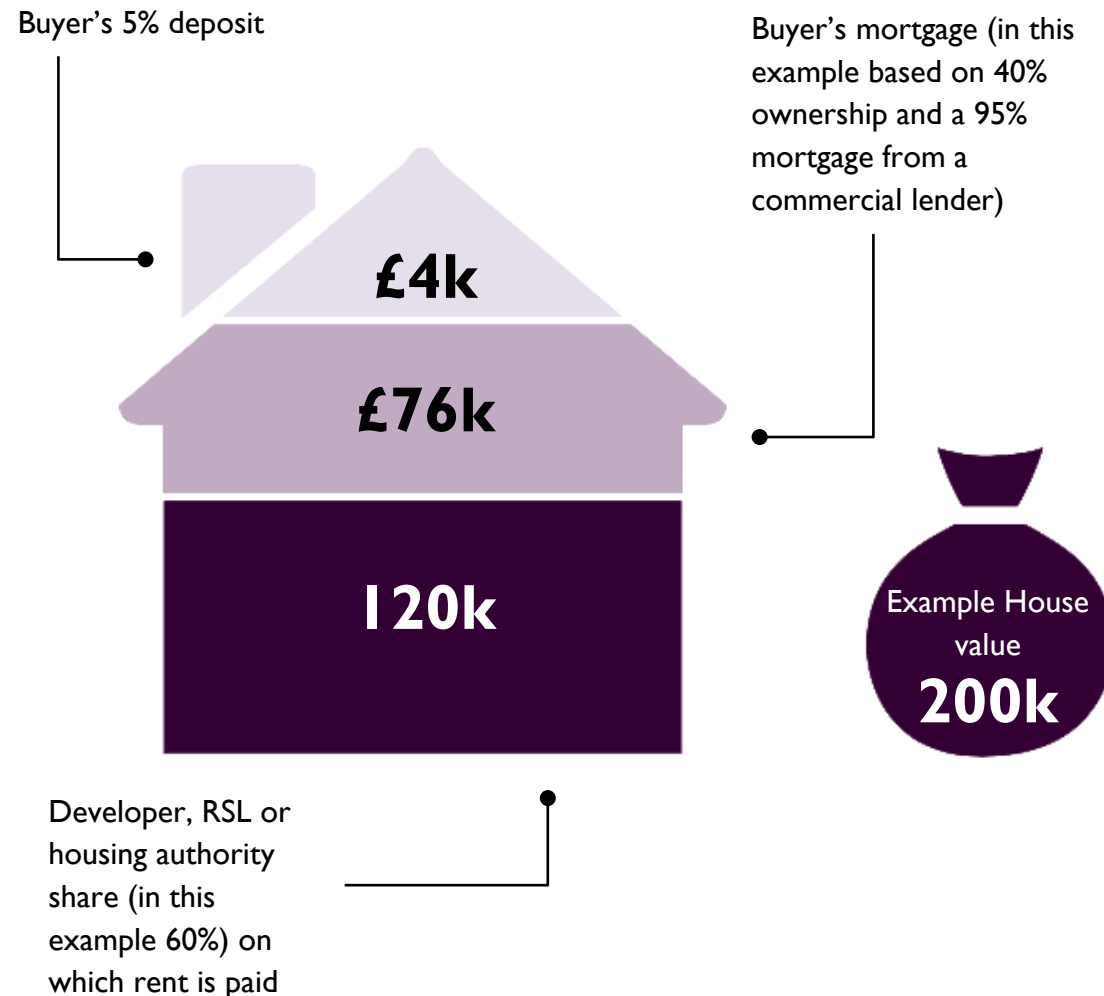 Buyer’s 5% deposit
Buyer’s mortgage (in this
example based on 40%
ownership and a 95%
mortgage from a
commercial lender)
£4k
£76k
120k
Example House
value
200k
Developer, RSL or
housing authority
share (in this
example 60%) on
which rent is paid